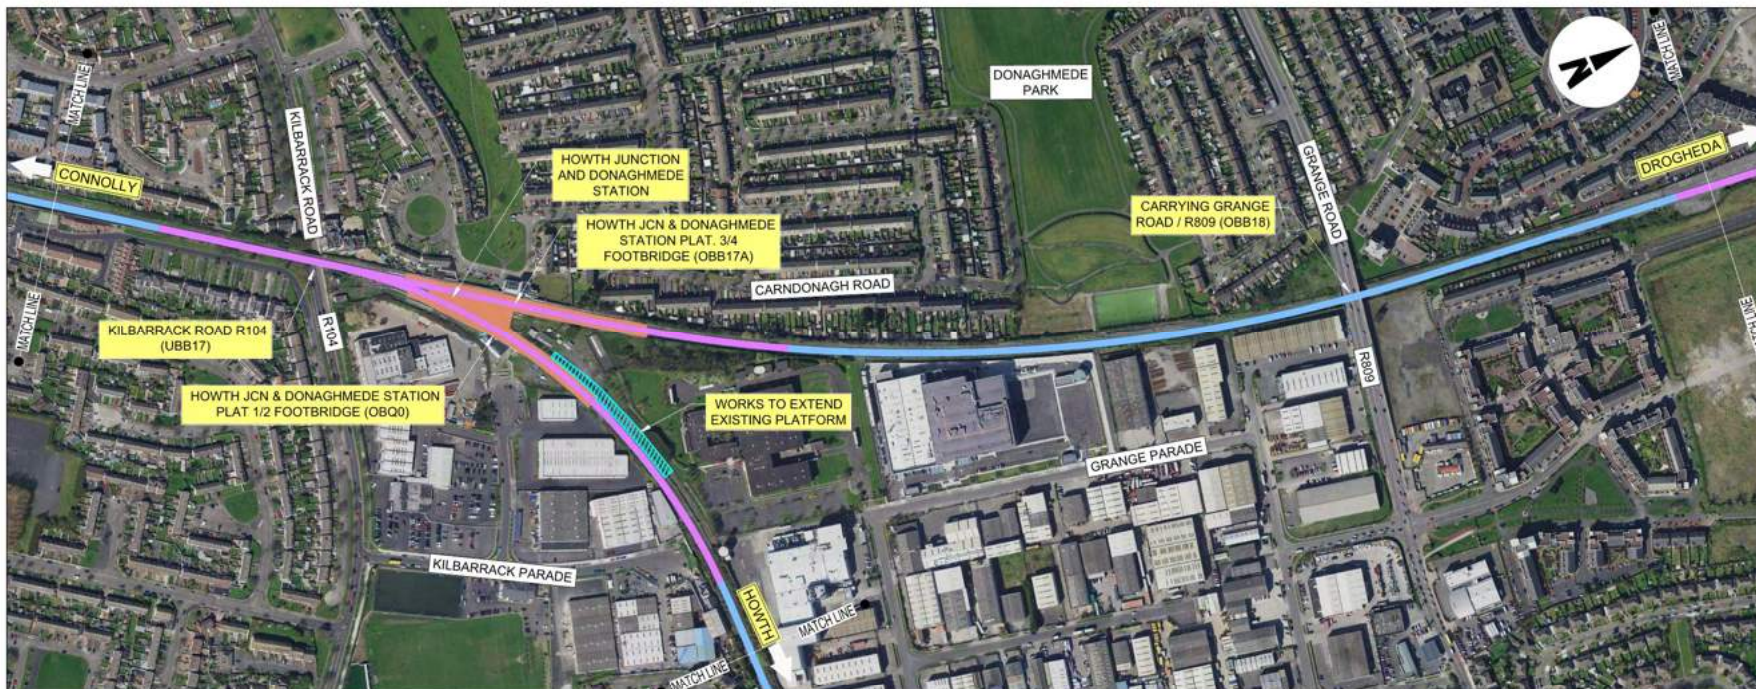 MATCH LINE
KILBARRACK ROAD
DONAGHMEDE
PARK
GRANGE ROAD
MATCH LINE
N
CONNOLLY
HOWTH JUNCTION
AND DONAGHMEDE
STATION
CARRYING GRANGE
ROAD / R809 (OBB18)
DROGHEDA
HOWTH JCN & DONAGHMEDE
STATION PLAT. 3/4
FOOTBRIDGE (OBB17A)
CARNDONAGH ROAD
MATCH LINE
KILBARRACK ROAD R104
(UBB17)
R104
R809
HOWTH JCN & DONAGHMEDE STATION
PLAT 1/2 FOOTBRIDGE (OBQ0)
WORKS TO EXTEND
EXISTING PLATFORM
GRANGE PARADE
KILBARRACK PARADE
HOWTH
MATCH LINE
MATCH LINE